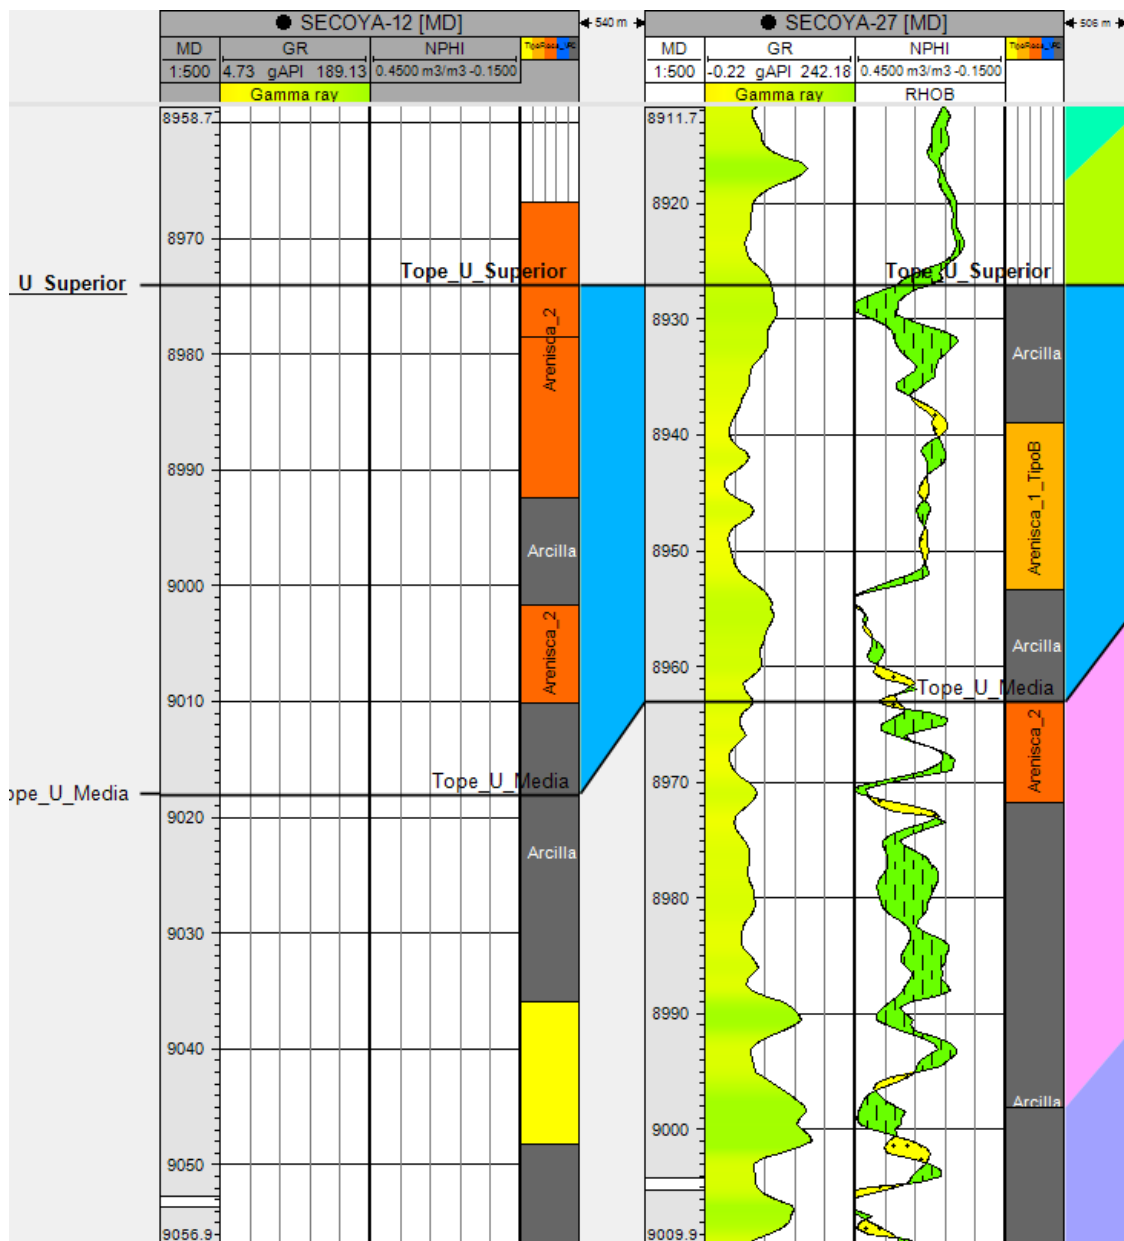 SECOYA-12 [MD]
540 m
SECOYA-27 [MD]
506 m
MD
GR
NPHI
MD
GR
NPHI
1:500
4.73 gAPI 189.13
0.4500 m3/m3 -0.1500
1:500
-0.22 gAPI 242.18
0.4500 m3/m3 -0.1500
Gamma ray
Gamma ray
RHOB
8958.7
8970
8980
8990
9000
9010
9020
9030
9040
9050
9056.9
U_Superior
Tope_U_Superior
ope_U_Media
Tope_U_Media
Arenisca_2
Arcilla
Arenisca_2
Arcilla
8911.7
8920
8930
8940
8950
8960
8970
8980
8990
9000
9009.9
Tope_U_Superior
Tope_U_Media
Arcilla
Arenisca_1_TipoB
Arcilla
Arenisca_2
Arcilla